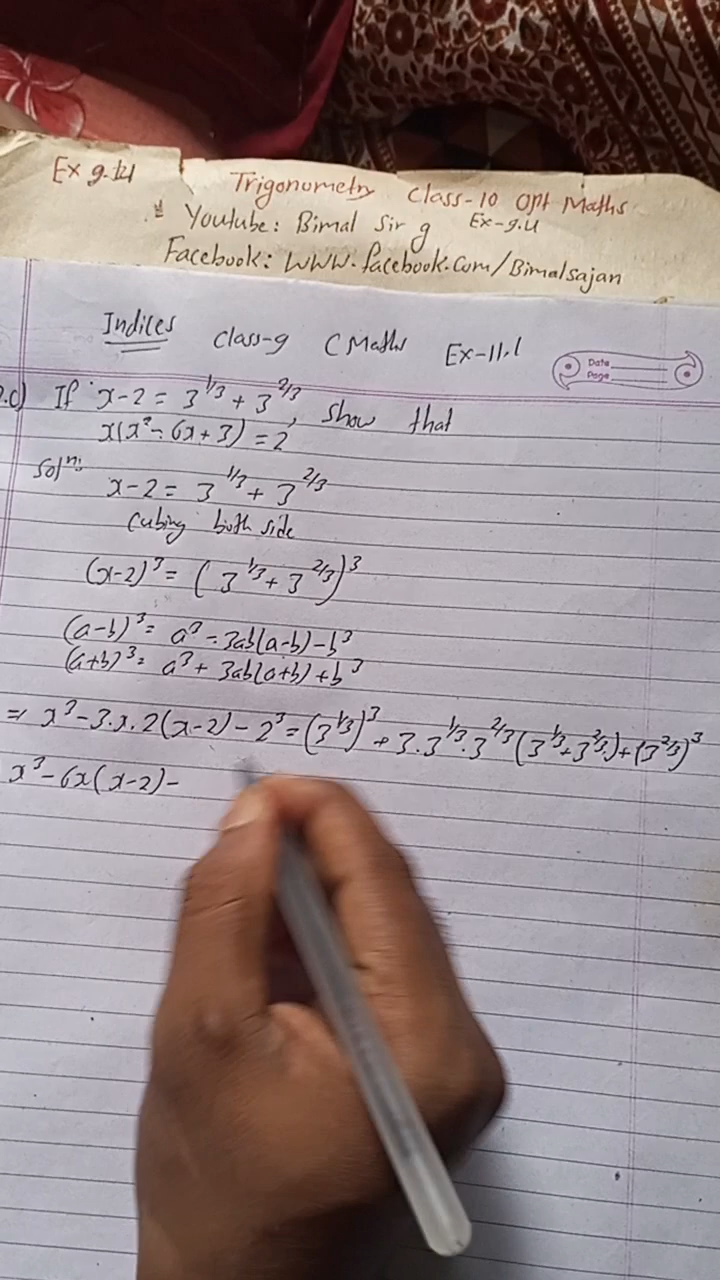 Ex 9.14
Trigonometry Class-10 Opt Maths
Youtube: Bimal Sir g Ex-9.4
Facebook: WWW.facebook.Com/Bimalsajan
Indices Class-9 C Maths Ex-11.1
Date
Page
2.c) If x-2 = 3^{1/3} + 3^{2/3}, show that
x(x²-6x+3) = 2
Solⁿ:
x-2 = 3^{1/3} + 3^{2/3}
Cubing both side
(x-2)³ = (3^{1/3} + 3^{2/3})³
(a-b)³ = a³ - 3ab(a-b) - b³
(a+b)³ = a³ + 3ab(a+b) + b³
⇒ x³ - 3.x.2(x-2) - 2³ = (3^{1/3})³ + 3.3^{1/3}.3^{2/3}(3^{1/3}+3^{2/3}) + (3^{2/3})³
x³ - 6x(x-2) -